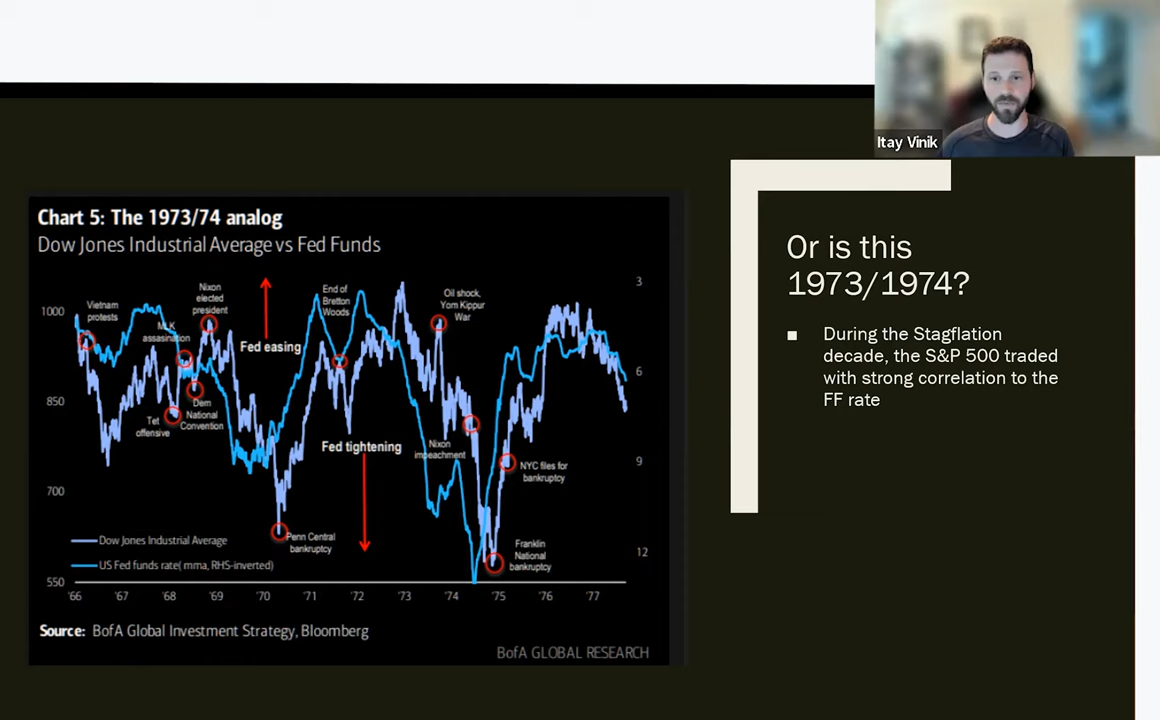 Itay Vinik
Chart 5: The 1973/74 analog
Dow Jones Industrial Average vs Fed Funds
1000
850
700
550
3
6
9
12
Vietnam
protests
MLK
assasination
Nixon
elected
president
Tet
offensive
Dem
National
Convention
Fed easing
End of
Bretton
Woods
Fed tightening
Penn Central
bankruptcy
Oil shock,
Yom Kippur
War
Nixon
impeachment
NYC files for
bankruptcy
Franklin
National
bankruptcy
Dow Jones Industrial Average
US Fed funds rate( mma, RHS-inverted)
'66 '67 '68 '69 '70 '71 '72 '73 '74 '75 '76 '77
Source: BofA Global Investment Strategy, Bloomberg
BofA GLOBAL RESEARCH
Or is this
1973/1974?
■ During the Stagflation
decade, the S&P 500 traded
with strong correlation to the
FF rate